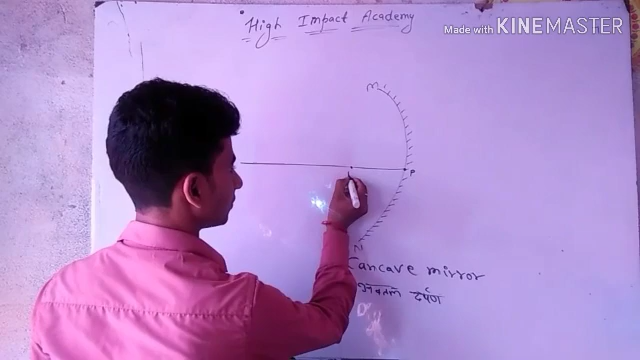 High Impact Academy
Made with KINEMASTER
M
P
Concave mirror
अवतल दर्पण